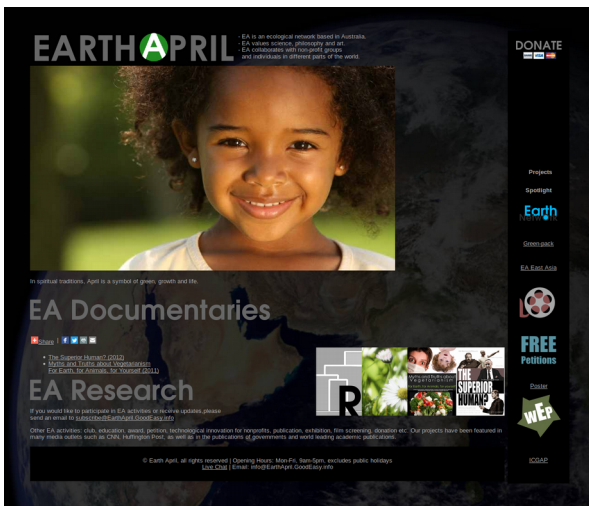 EARTH APRIL
- EA is an ecological network based in Australia.
- EA values science, philosophy and art.
- EA collaborates with non-profit groups
and individuals in different parts of the world.
DONATE
Projects
Spotlight
Earth
Network
Green-pack
EA East Asia
FREE
Petitions
Poster
WEP
ICGAP
In spiritual traditions, April is a symbol of green, growth and life.
EA Documentaries
Share |
The Superior Human? (2012)
Myths and Truths about Vegetarianism
For Earth, for Animals, for Yourself (2011)
R
Myths and Truths about
Vegetarianism
THE
SUPERIOR
HUMAN?
EA Research
If you would like to participate in EA activities or receive updates,please
send an email to subscribe@EarthApril.GoodEasy.info
Other EA activities: club, education, award, petition, technological innovation for nonprofits, publication, exhibition, film screening, donation etc. Our projects have been featured in
many media outlets such as CNN, Huffington Post, as well as in the publications of governments and world leading academic publications.
© Earth April, all rights reserved | Opening Hours: Mon-Fri, 9am-5pm, excludes public holidays
Live Chat | Email: info@EarthApril.GoodEasy.info